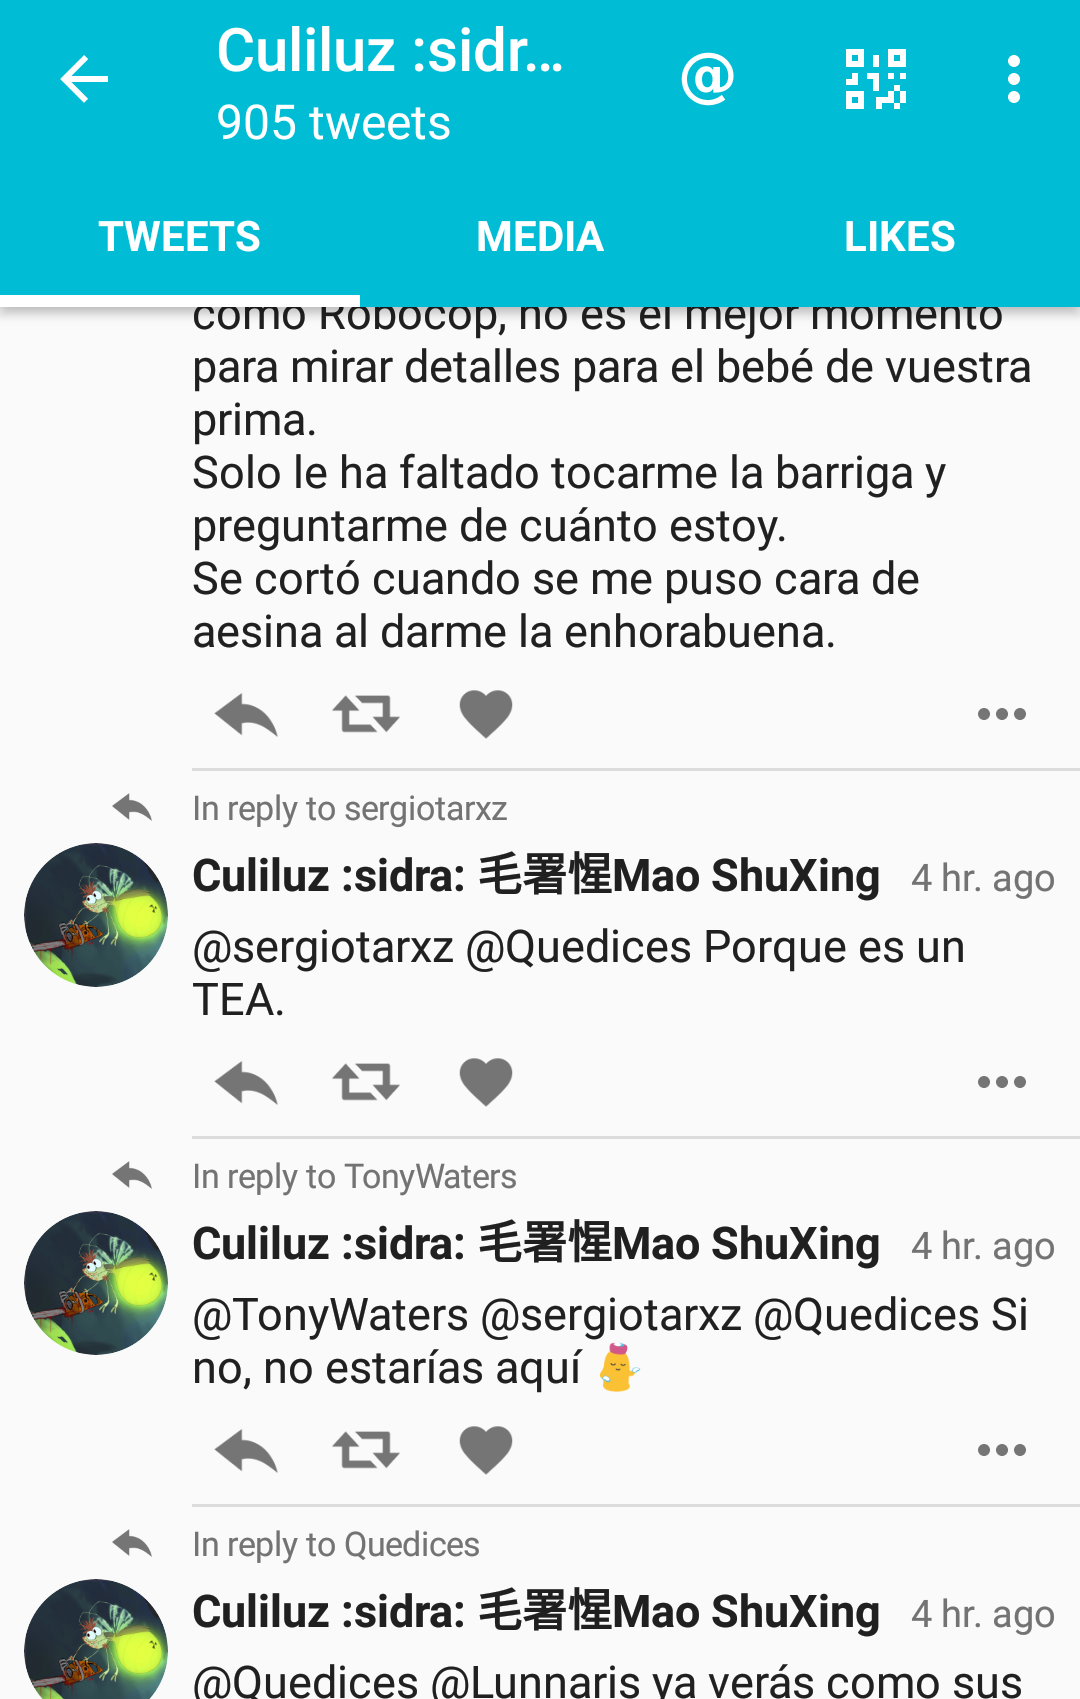 Culiluz :sidr...
905 tweets
@
TWEETS
MEDIA
LIKES
como Robocop, no es el mejor momento
para mirar detalles para el bebé de vuestra
prima.
Solo le ha faltado tocarme la barriga y
preguntarme de cuánto estoy.
Se cortó cuando se me puso cara de
aesina al darme la enhorabuena.
In reply to sergiotarxz
Culiluz :sidra: 毛署惺Mao ShuXing 4 hr. ago
@sergiotarxz @Quedices Porque es un
TEA.
In reply to TonyWaters
Culiluz :sidra: 毛署惺Mao ShuXing 4 hr. ago
@TonyWaters @sergiotarxz @Quedices Si
no, no estarías aquí
In reply to Quedices
Culiluz :sidra: 毛署惺Mao ShuXing 4 hr. ago
@Quedices @Lunnaris ya verás como sus